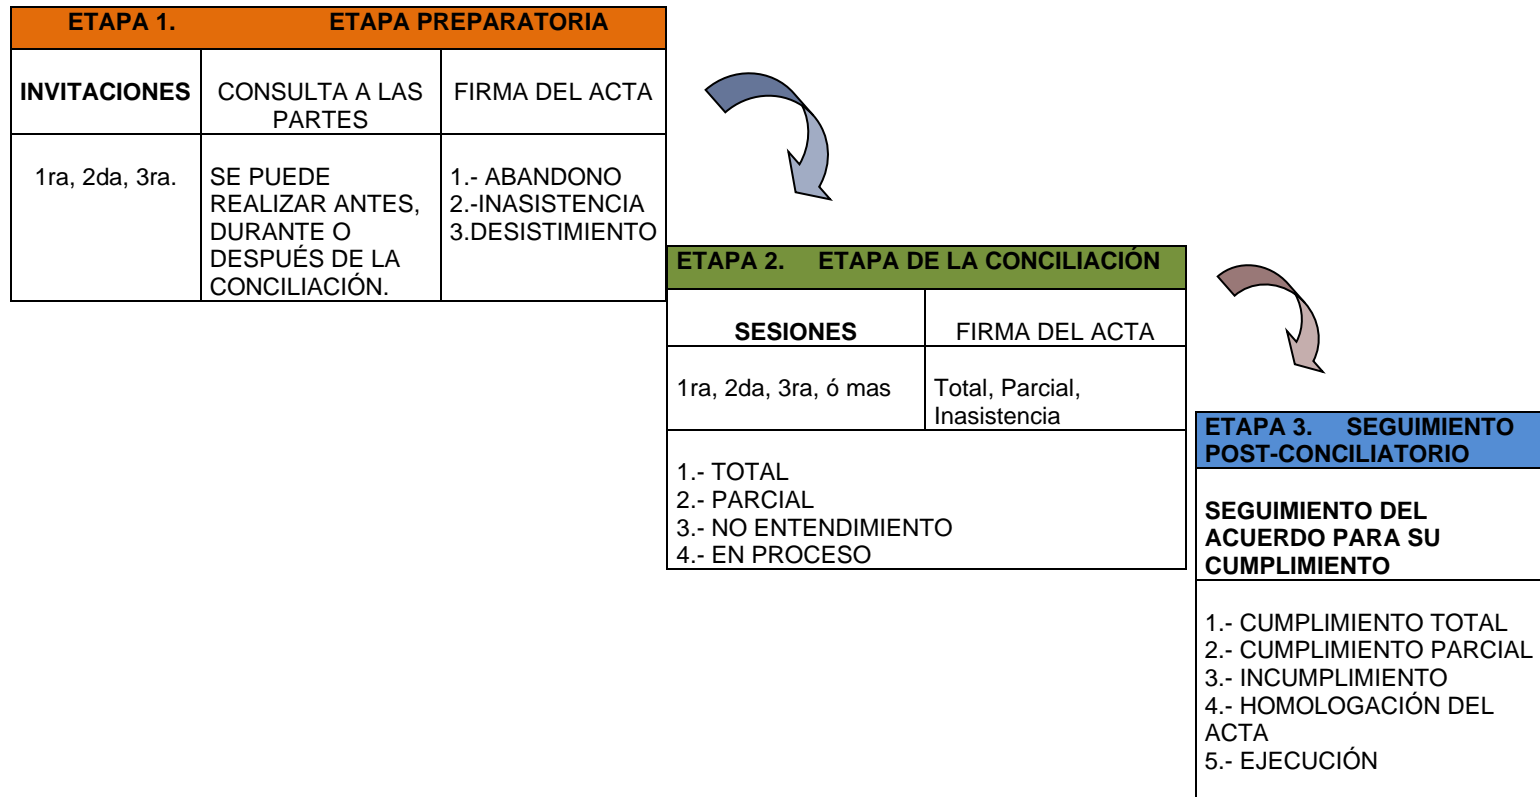 ETAPA 1. ETAPA PREPARATORIA
INVITACIONES
CONSULTA A LAS
PARTES
FIRMA DEL ACTA
1ra, 2da, 3ra.
SE PUEDE
REALIZAR ANTES,
DURANTE O
DESPUÉS DE LA
CONCILIACIÓN.
1.- ABANDONO
2.-INASISTENCIA
3.DESISTIMIENTO
ETAPA 2. ETAPA DE LA CONCILIACIÓN
SESIONES
FIRMA DEL ACTA
1ra, 2da, 3ra, ó mas
Total, Parcial,
Inasistencia
1.- TOTAL
2.- PARCIAL
3.- NO ENTENDIMIENTO
4.- EN PROCESO
ETAPA 3. SEGUIMIENTO
POST-CONCILIATORIO
SEGUIMIENTO DEL
ACUERDO PARA SU
CUMPLIMIENTO
1.- CUMPLIMIENTO TOTAL
2.- CUMPLIMIENTO PARCIAL
3.- INCUMPLIMIENTO
4.- HOMOLOGACIÓN DEL
ACTA
5.- EJECUCIÓN